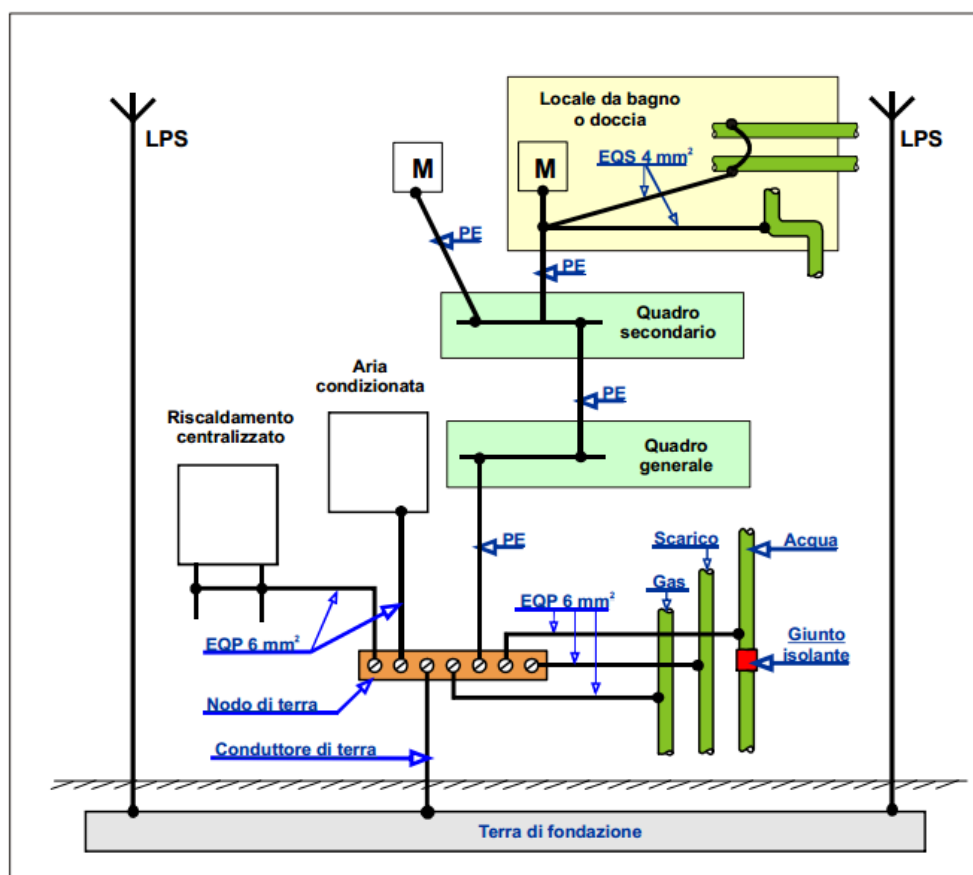 LPS
Locale da bagno
o doccia
LPS
M
M
EQS 4 mm²
PE
PE
Quadro
secondario
Aria
condizionata
PE
Riscaldamento
centralizzato
Quadro
generale
PE
Scarico
Acqua
Gas
EQP 6 mm²
EQP 6 mm²
Giunto
isolante
Nodo di terra
Conduttore di terra
Terra di fondazione